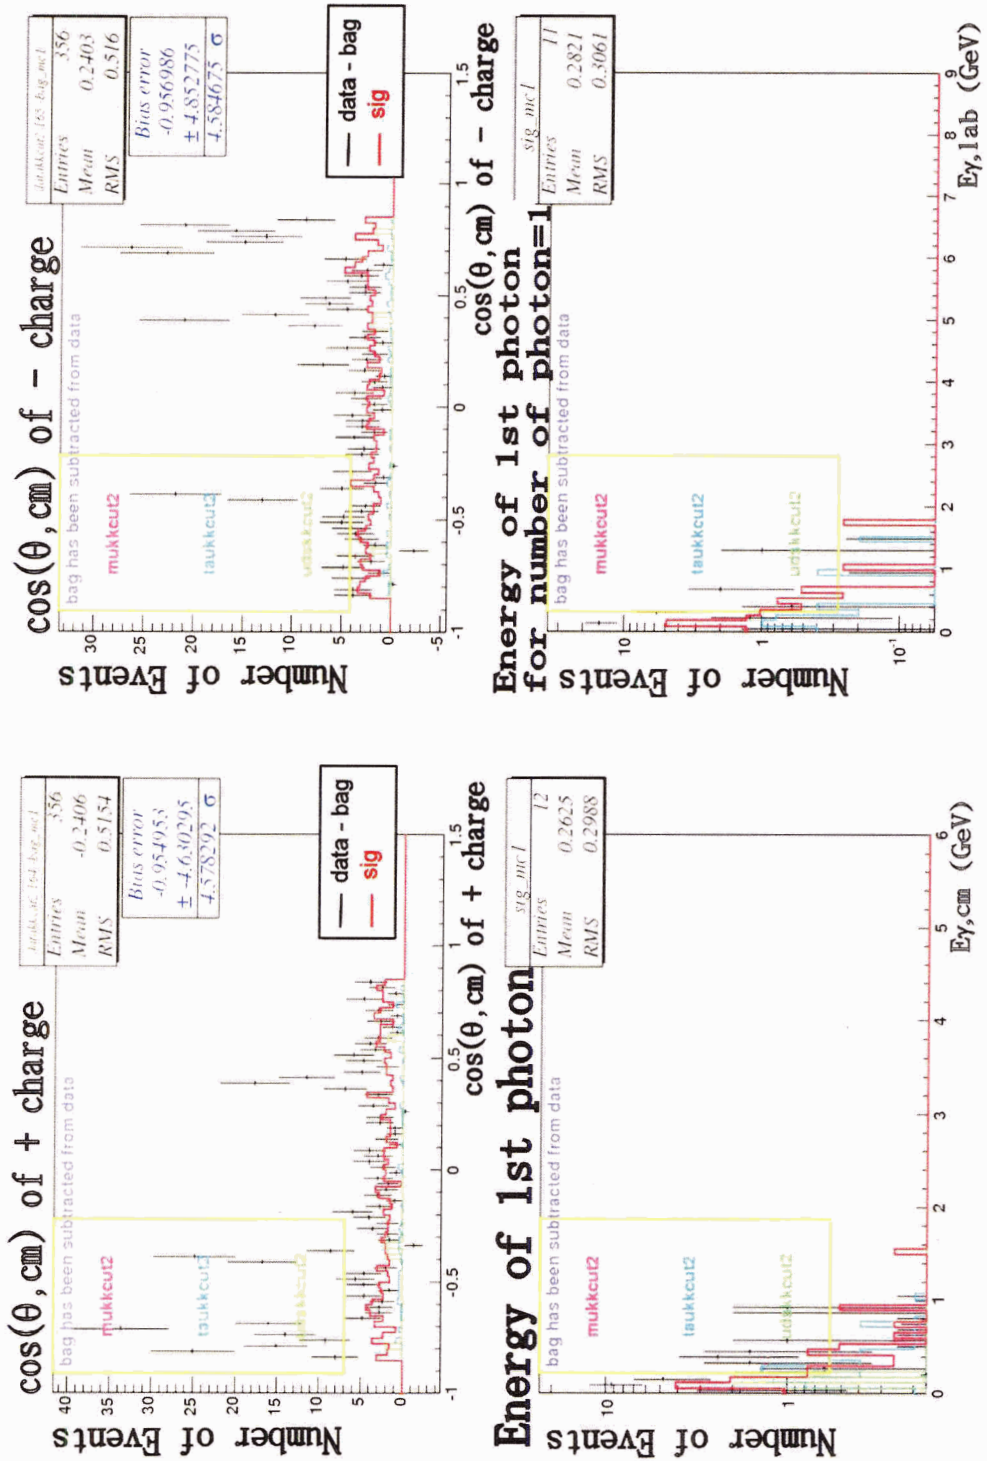 cos(θ,cm) of + charge
bag has been subtracted from data
mukkcut2
taukkcut2
udskkcut2
Entries 356
Mean -0.2406
RMS 0.5154
Bias error
-0.954953
± 4.630295
4.578292 σ
data - bag
sig
Number of Events
40
35
30
25
20
15
10
5
0
-1
-0.5
0
0.5
1
1.5
cos(θ,cm) of + charge
cos(θ,cm) of - charge
bag has been subtracted from data
mukkcut2
taukkcut2
udskkcut2
Entries 356
Mean 0.2403
RMS 0.516
Bias error
-0.956986
± 4.852775
4.584675 σ
data - bag
sig
Number of Events
30
25
20
15
10
5
0
-5
-1
-0.5
0
0.5
1
1.5
cos(θ,cm) of - charge
Energy of 1st photon
bag has been subtracted from data
mukkcut2
taukkcut2
udskkcut2
sig_mc1
Entries 12
Mean 0.2625
RMS 0.2988
Number of Events
10
1
0
1
2
3
4
5
6
Eγ,cm (GeV)
Energy of 1st photon
for number of photon=1
bag has been subtracted from data
mukkcut2
taukkcut2
udskkcut2
sig_mc1
Entries 11
Mean 0.2821
RMS 0.3061
Number of Events
10
1
10⁻¹
0
1
2
3
4
5
6
7
8
9
Eγ,lab (GeV)